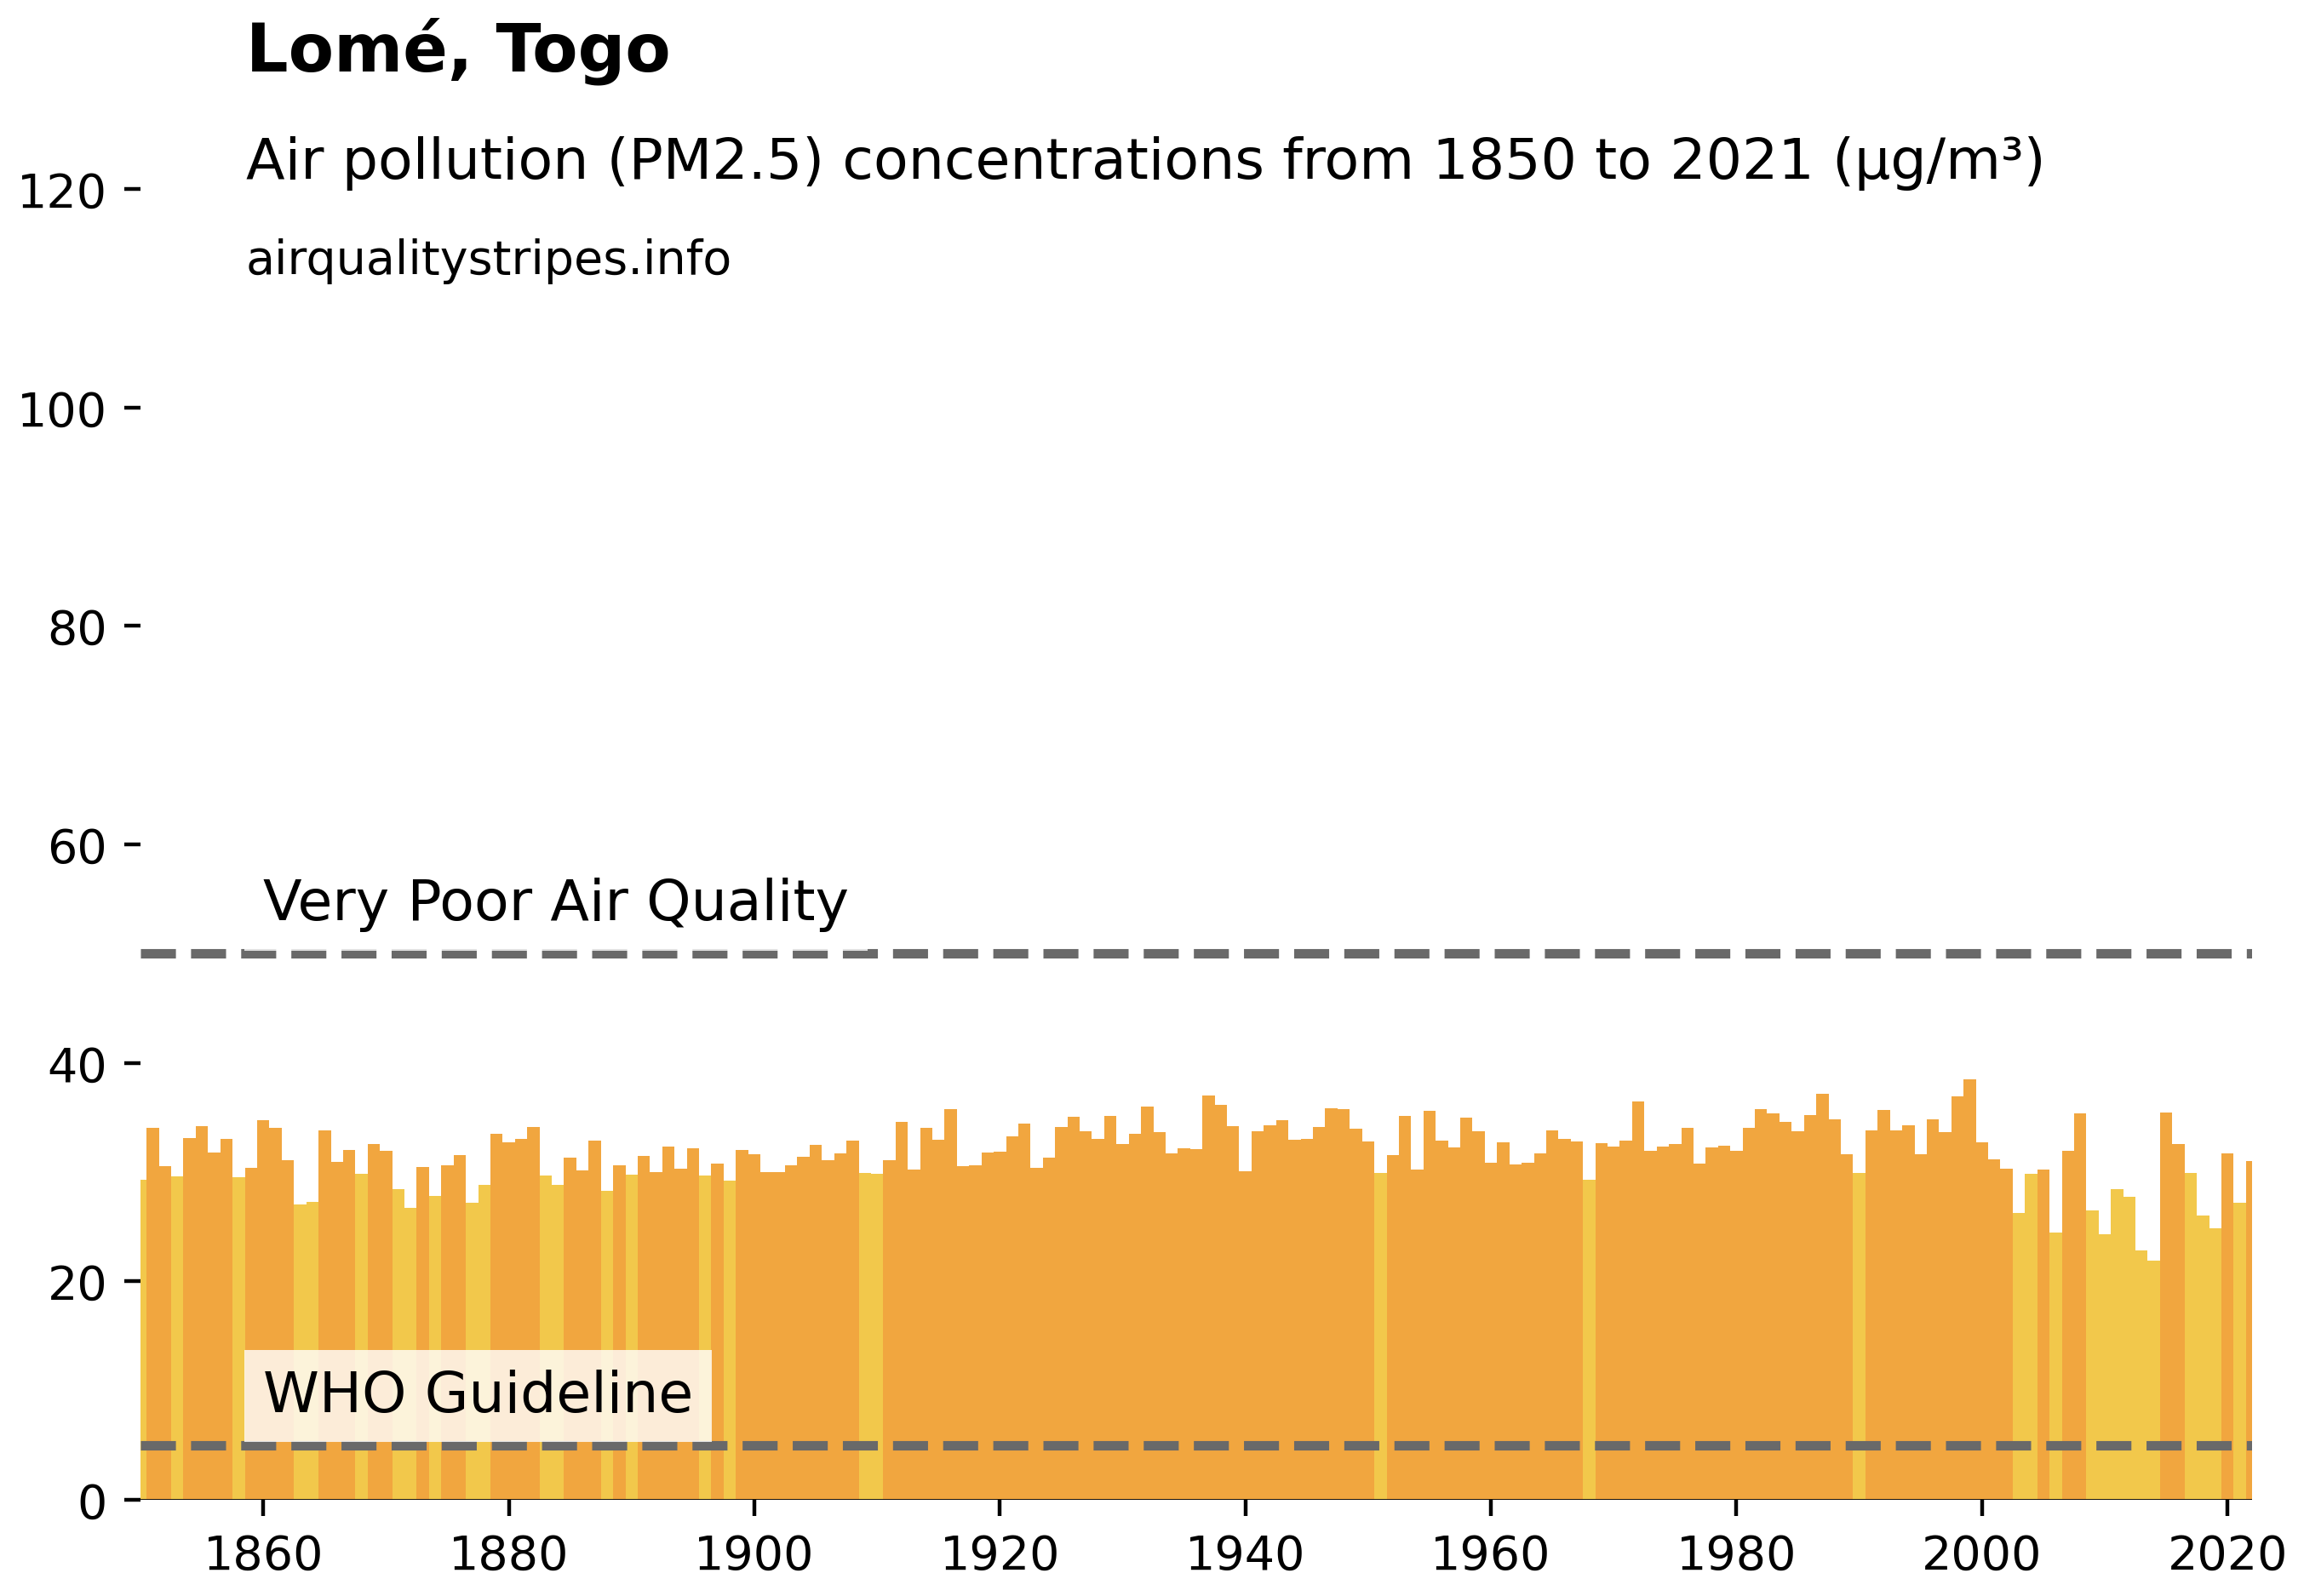 Lomé, Togo
Air pollution (PM2.5) concentrations from 1850 to 2021 (µg/m³)
airqualitystripes.info
120
100
80
60
Very Poor Air Quality
40
20
WHO Guideline
0
1860 1880 1900 1920 1940 1960 1980 2000 2020